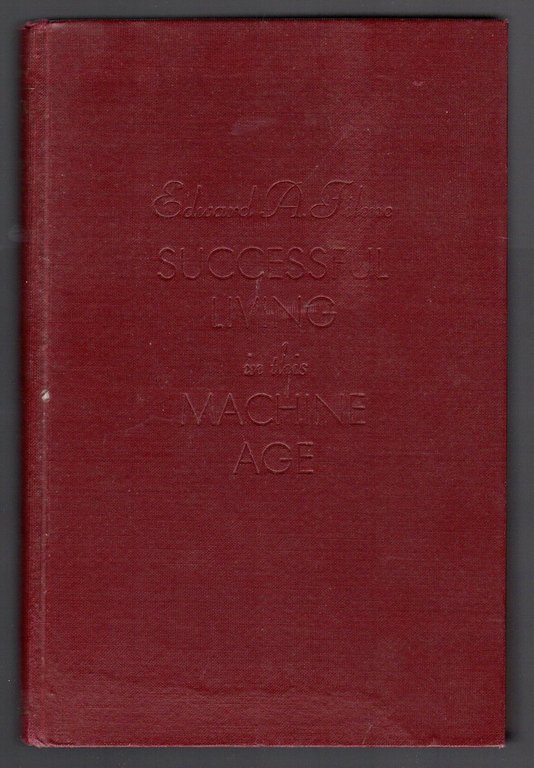 Edward A. Filene
SUCCESSFUL
LIVING
in this
MACHINE
AGE